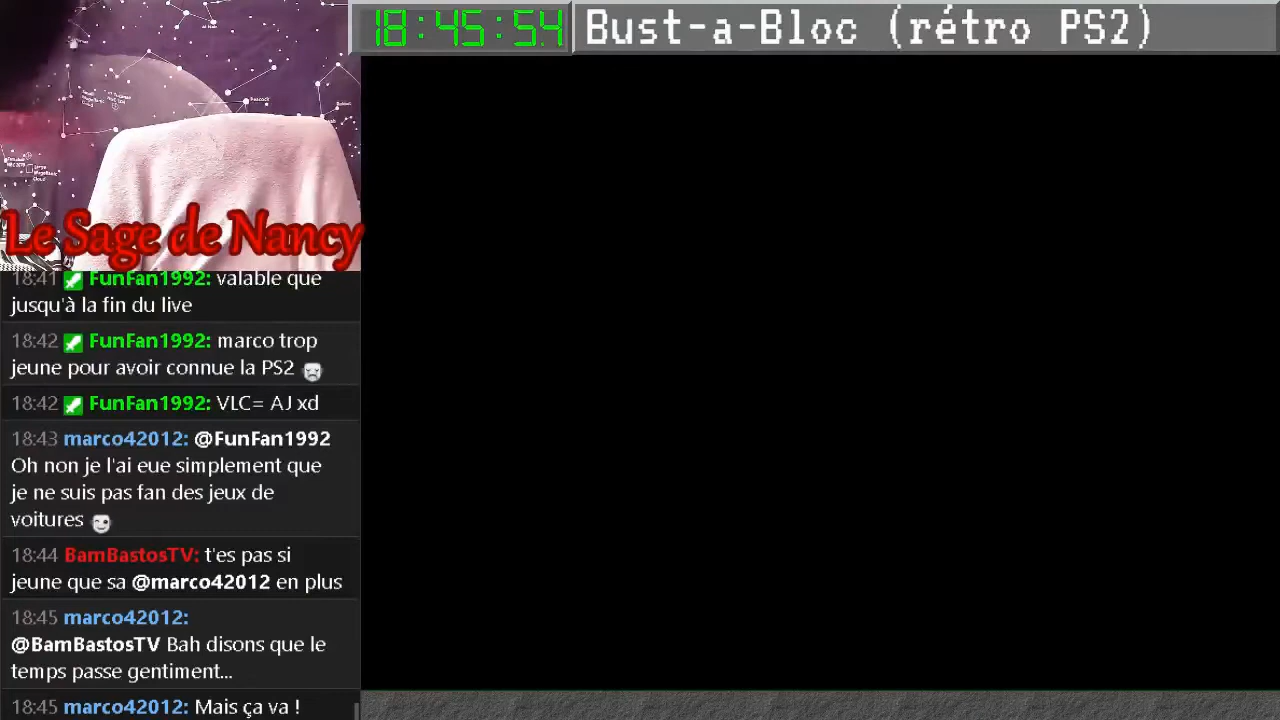 18:45:54
Bust-a-Bloc (rétro PS2)
Le Sage de Nancy
18:41 FunFan1992: valable que
jusqu'à la fin du live
18:42 FunFan1992: marco trop
jeune pour avoir connue la PS2
18:42 FunFan1992: VLC= AJ xd
18:43 marco42012: @FunFan1992
Oh non je l'ai eue simplement que
je ne suis pas fan des jeux de
voitures
18:44 BamBastosTV: t'es pas si
jeune que sa @marco42012 en plus
18:45 marco42012:
@BamBastosTV Bah disons que le
temps passe gentiment...
18:45 marco42012: Mais ça va !